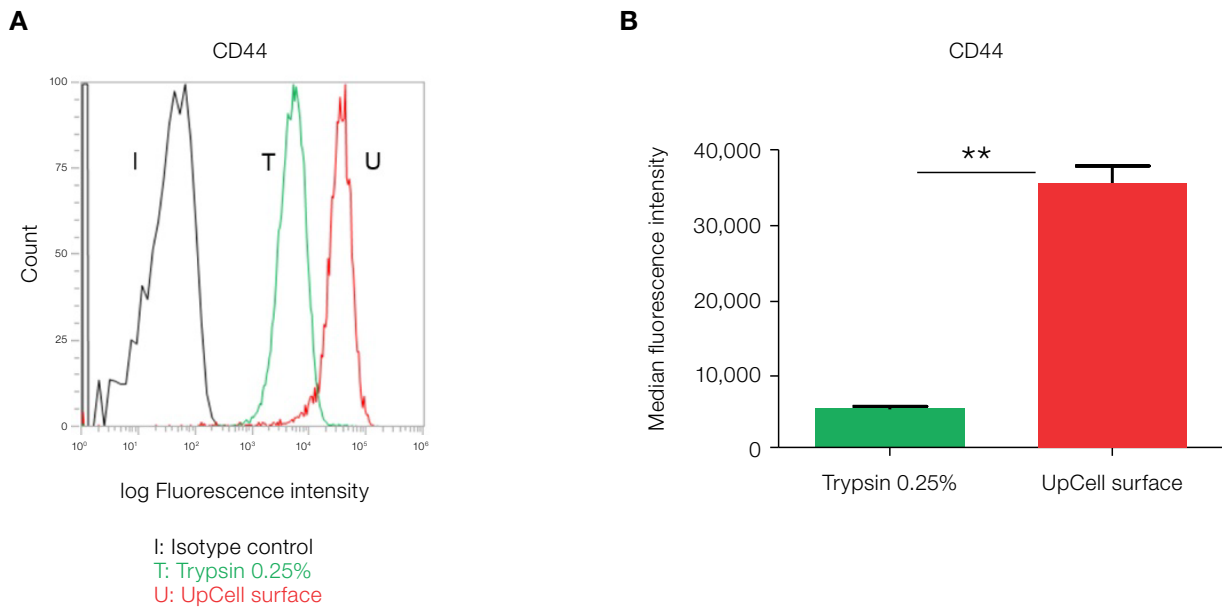 A
CD44
Count
100
75
50
25
0
I
T
U
10⁰ 10¹ 10² 10³ 10⁴ 10⁵ 10⁶
log Fluorescence intensity
I: Isotype control
T: Trypsin 0.25%
U: UpCell surface
B
CD44
Median fluorescence intensity
40,000
30,000
20,000
10,000
0
**
Trypsin 0.25% UpCell surface